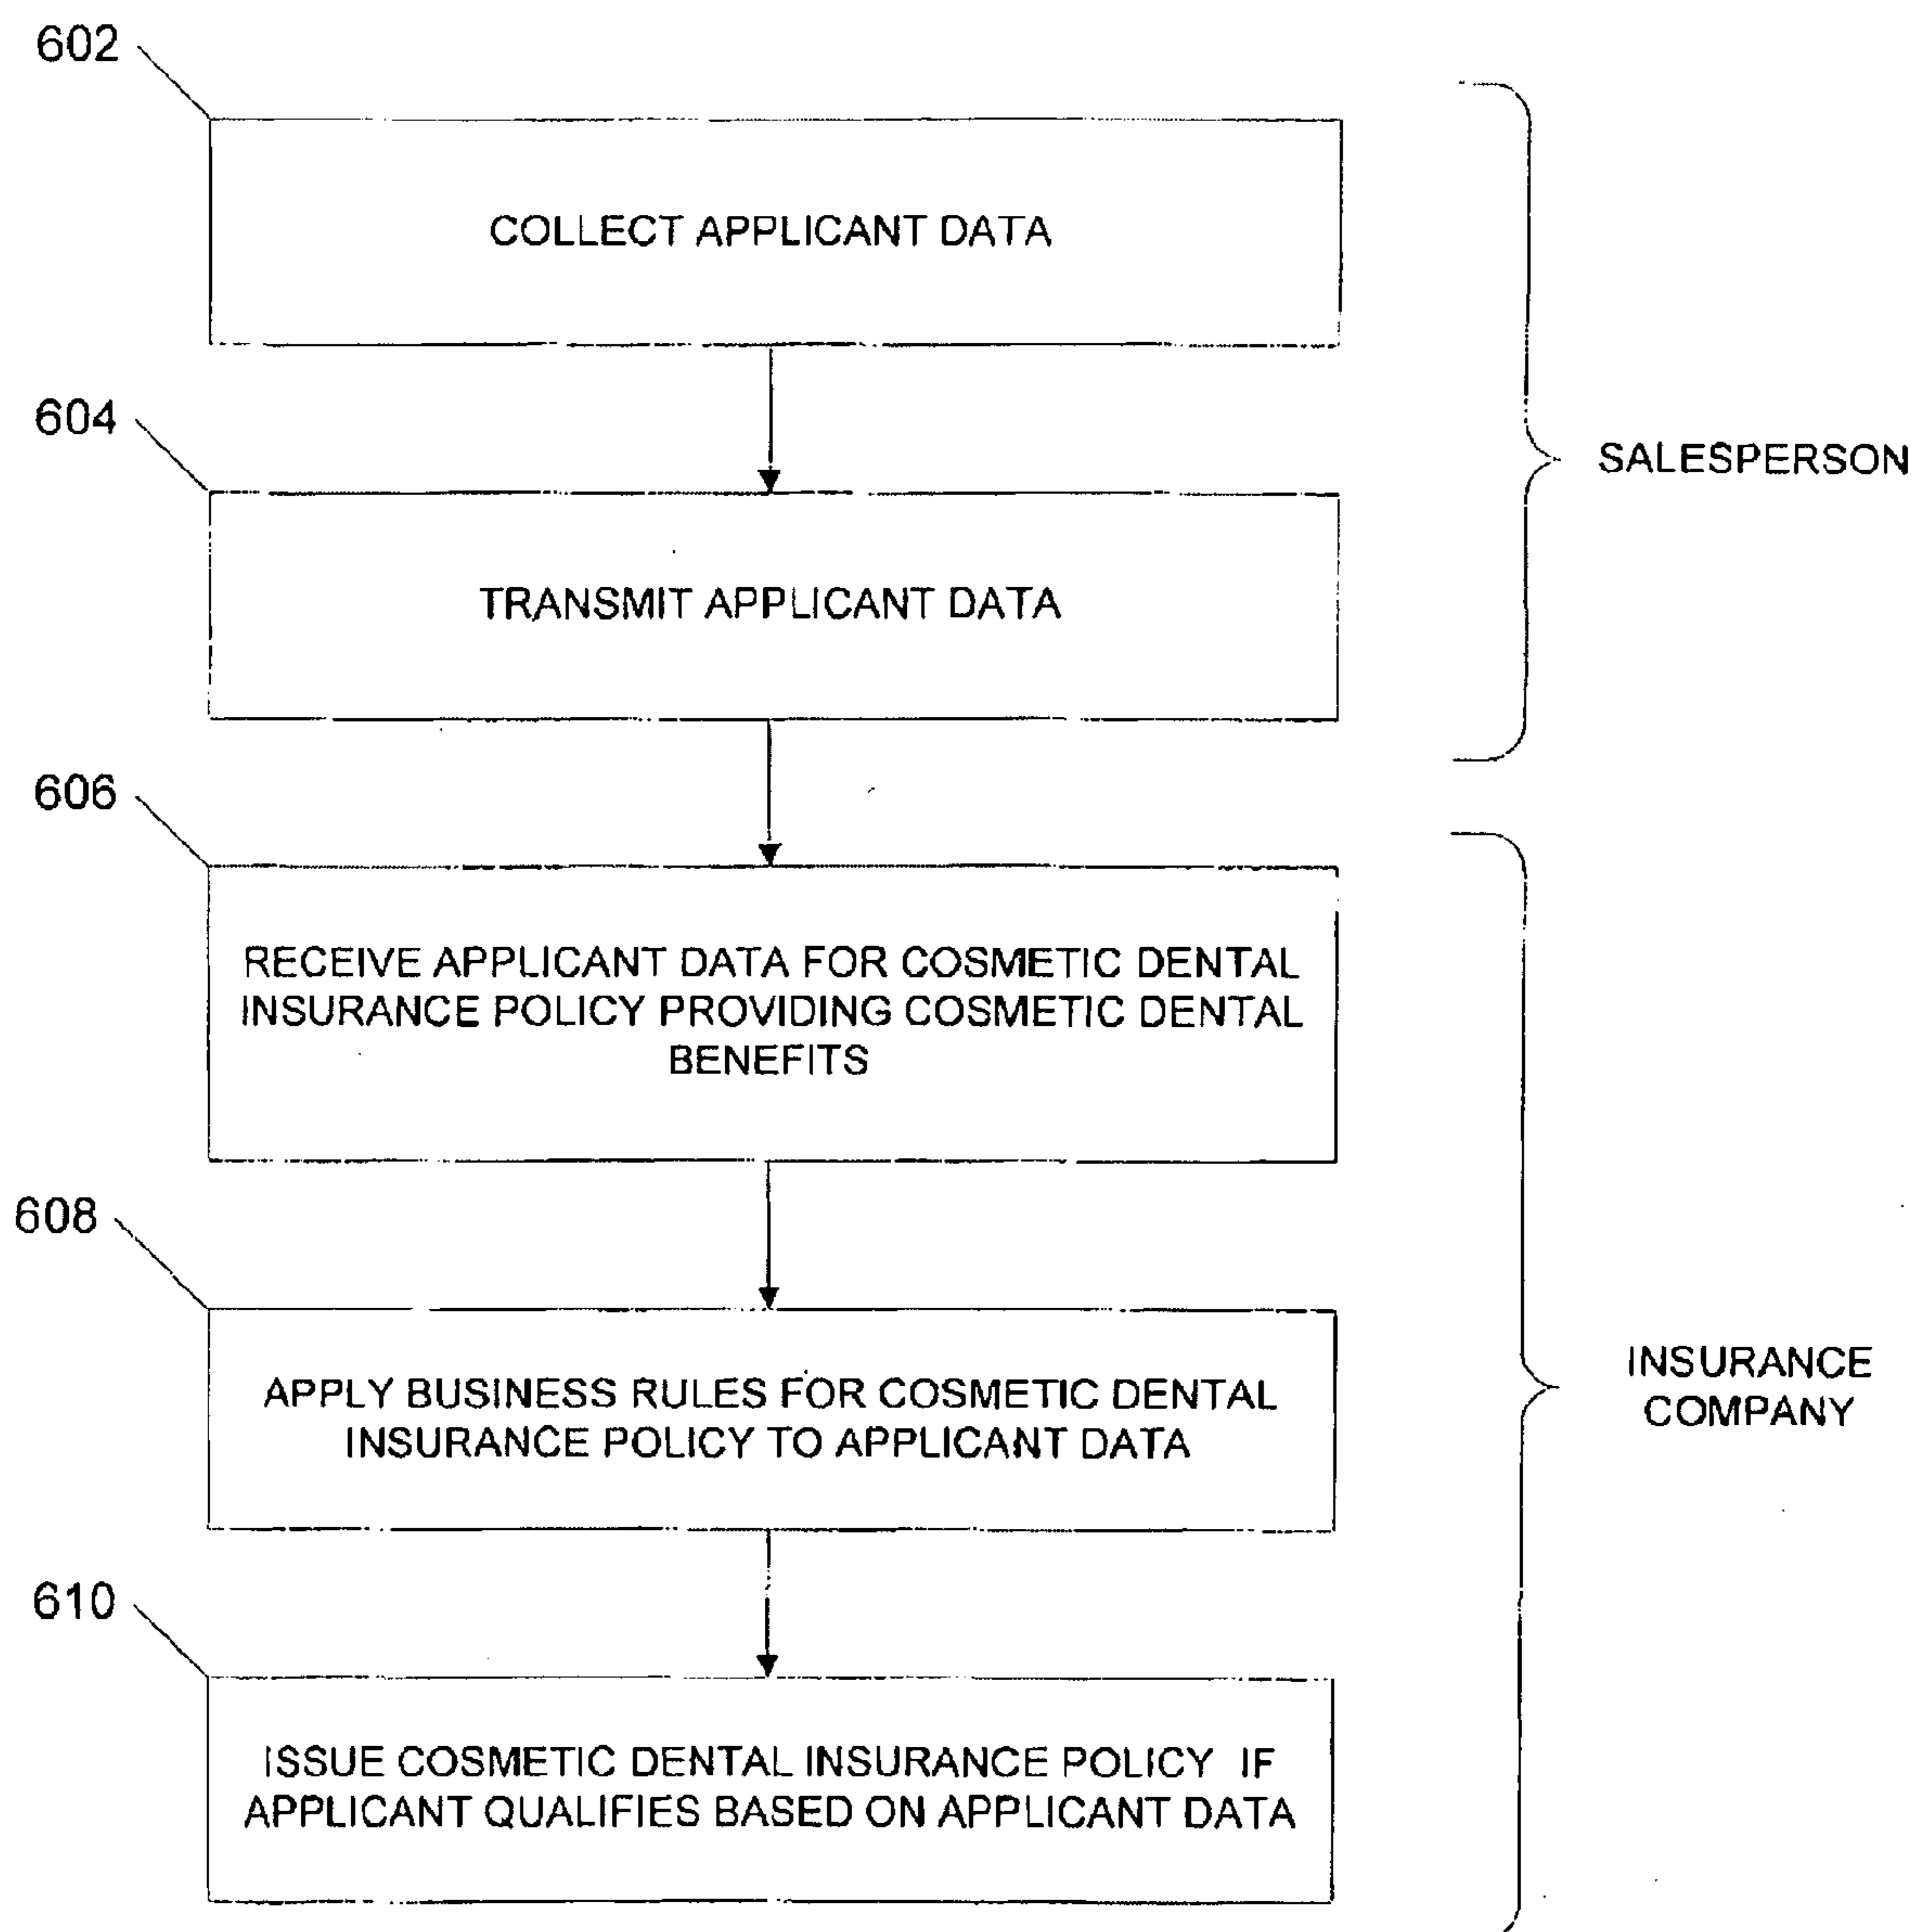 602
COLLECT APPLICANT DATA
604
TRANSMIT APPLICANT DATA
SALESPERSON
606
RECEIVE APPLICANT DATA FOR COSMETIC DENTAL
INSURANCE POLICY PROVIDING COSMETIC DENTAL
BENEFITS
608
APPLY BUSINESS RULES FOR COSMETIC DENTAL
INSURANCE POLICY TO APPLICANT DATA
INSURANCE
COMPANY
610
ISSUE COSMETIC DENTAL INSURANCE POLICY IF
APPLICANT QUALIFIES BASED ON APPLICANT DATA